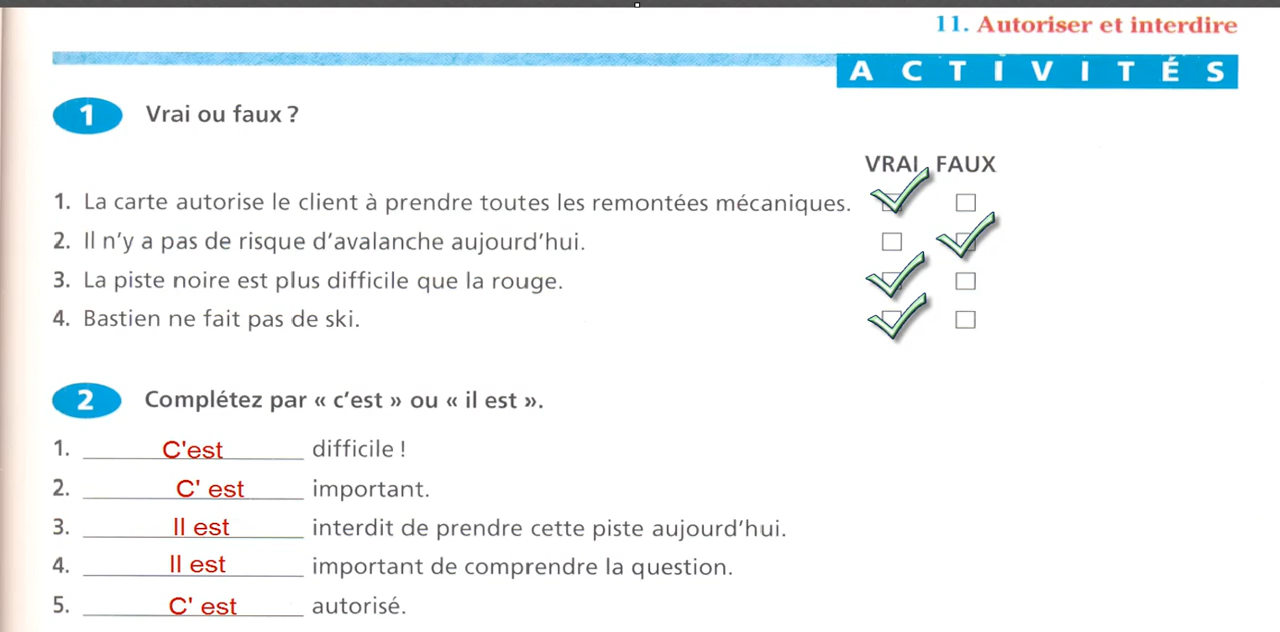 11. Autoriser et interdire
ACTIVITÉS
1 Vrai ou faux ?
VRAI FAUX
1. La carte autorise le client à prendre toutes les remontées mécaniques.
2. Il n'y a pas de risque d'avalanche aujourd'hui.
3. La piste noire est plus difficile que la rouge.
4. Bastien ne fait pas de ski.
2 Complétez par « c'est » ou « il est ».
1. C'est difficile !
2. C' est important.
3. Il est interdit de prendre cette piste aujourd'hui.
4. Il est important de comprendre la question.
5. C' est autorisé.